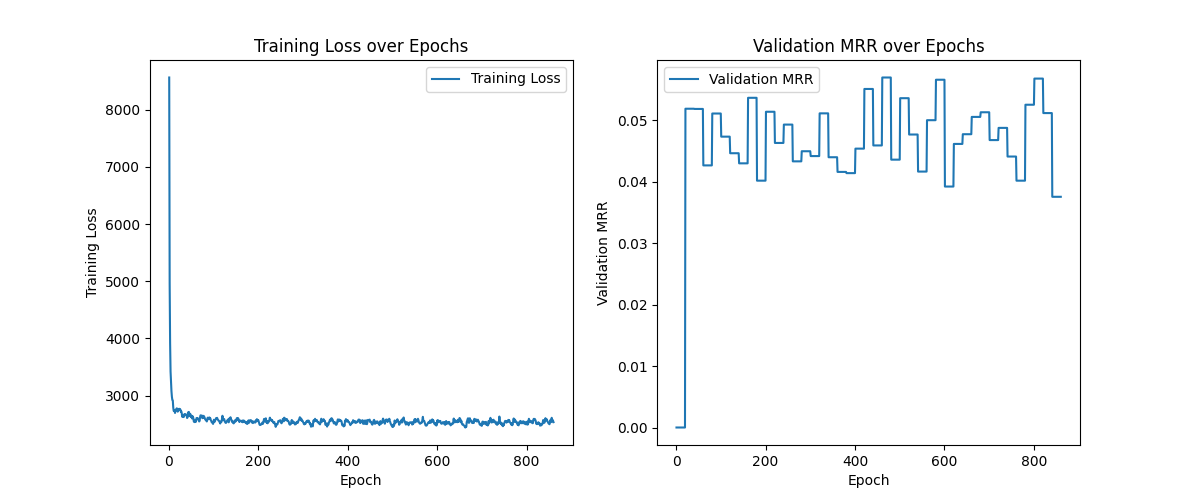 Training Loss over Epochs
Training Loss
8000
7000
6000
5000
4000
3000
Training Loss
0
200
400
600
800
Epoch
Validation MRR over Epochs
Validation MRR
0.05
0.04
0.03
0.02
0.01
0.00
Validation MRR
0
200
400
600
800
Epoch